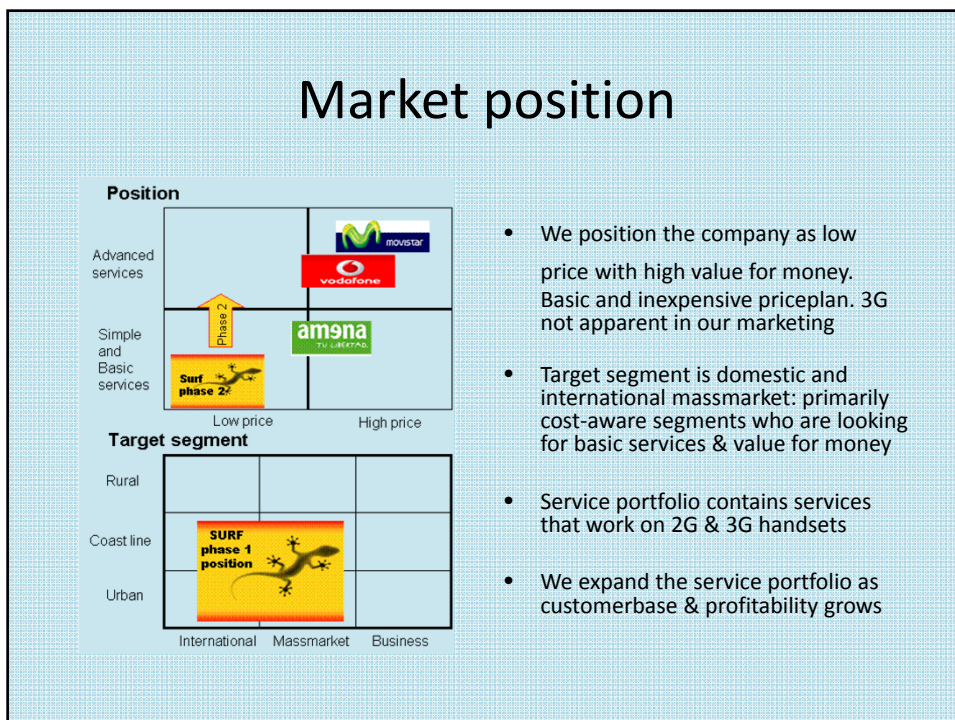 Market position
Position
Advanced
services
movistar
vodafone
Phase 2
Simple
and
Basic
services
amena
TU LIBERTAD.
Surf
phase 2
Low price
High price
Target segment
Rural
Coast line
Urban
SURF
phase 1
position
International
Massmarket
Business
• We position the company as low
price with high value for money.
Basic and inexpensive priceplan. 3G
not apparent in our marketing
• Target segment is domestic and
international massmarket: primarily
cost-aware segments who are looking
for basic services & value for money
• Service portfolio contains services
that work on 2G & 3G handsets
• We expand the service portfolio as
customerbase & profitability grows